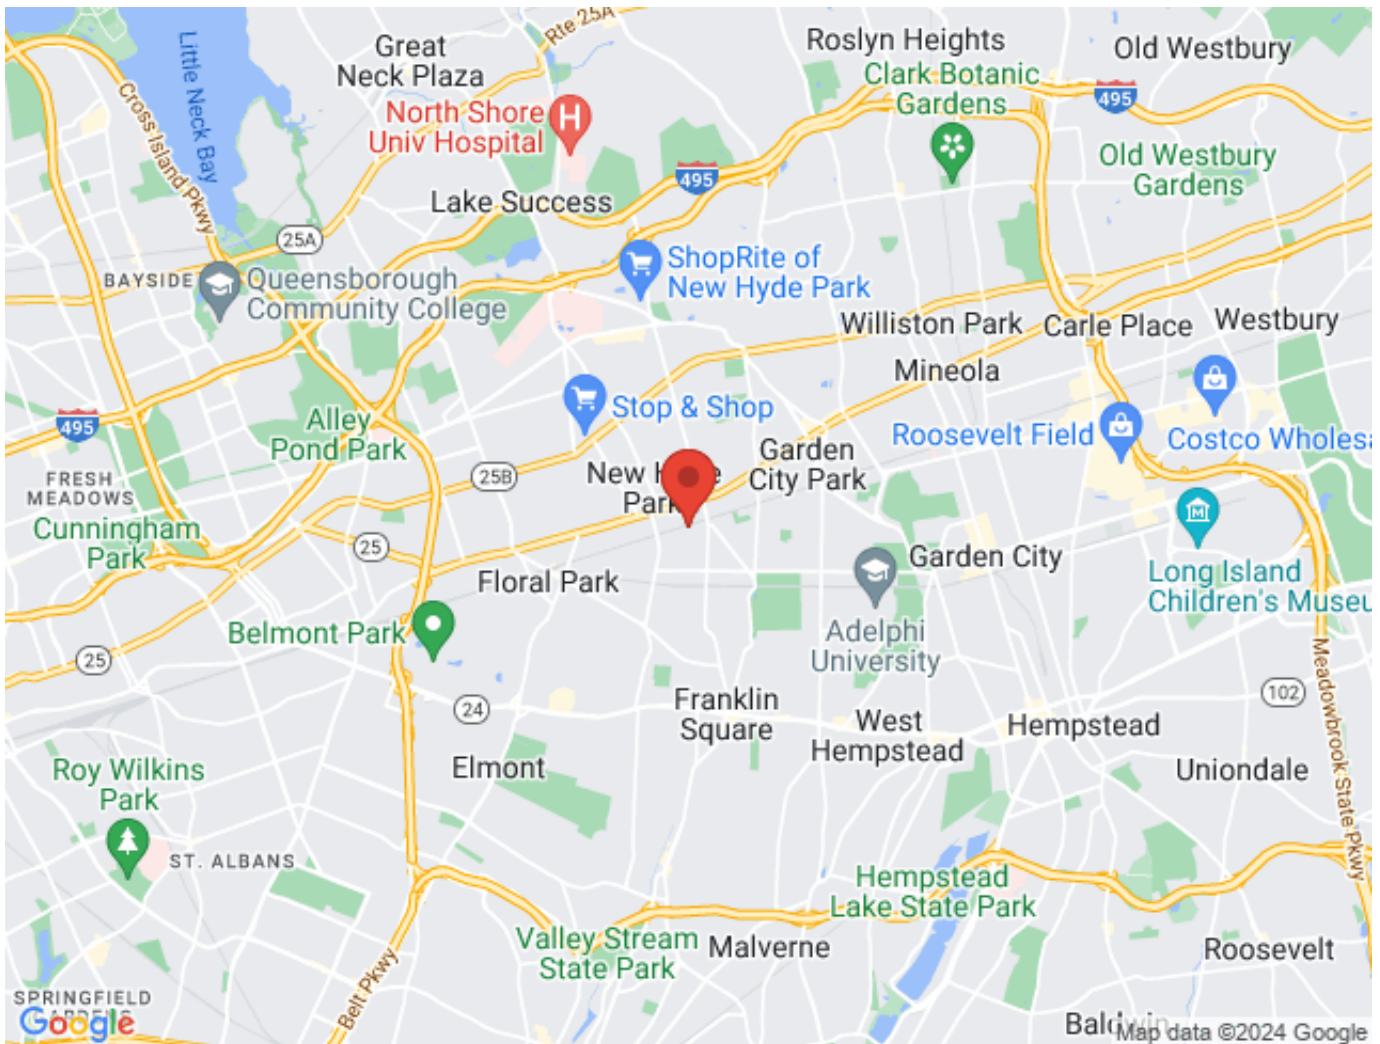 Little Neck Bay
Great
Neck Plaza
Rte 25A
Roslyn Heights
Old Westbury
Clark Botanic
Gardens
495
Cross Island Pkwy
North Shore
Univ Hospital
H
Old Westbury
Gardens
495
Lake Success
25A
BAYSIDE
Queensborough
Community College
ShopRite of
New Hyde Park
Williston Park
Carle Place
Westbury
Mineola
Stop & Shop
Alley
Pond Park
495
Roosevelt Field
Costco Wholesa
Garden
City Park
New H
Park
25B
FRESH
MEADOWS
Cunningham
Park
M
25
Floral Park
Garden City
Long Island
Children's Museu
Belmont Park
Adelphi
University
25
24
Franklin
Square
West
Hempstead
Hempstead
102
Meadowbrook State Pkwy
Elmont
Uniondale
Roy Wilkins
Park
ST. ALBANS
Hempstead
Lake State Park
Valley Stream
State Park
Malverne
Roosevelt
Belt Pkwy
SPRINGFIELD
GARDENS
Google
Baldwin
Map data ©2024 Google